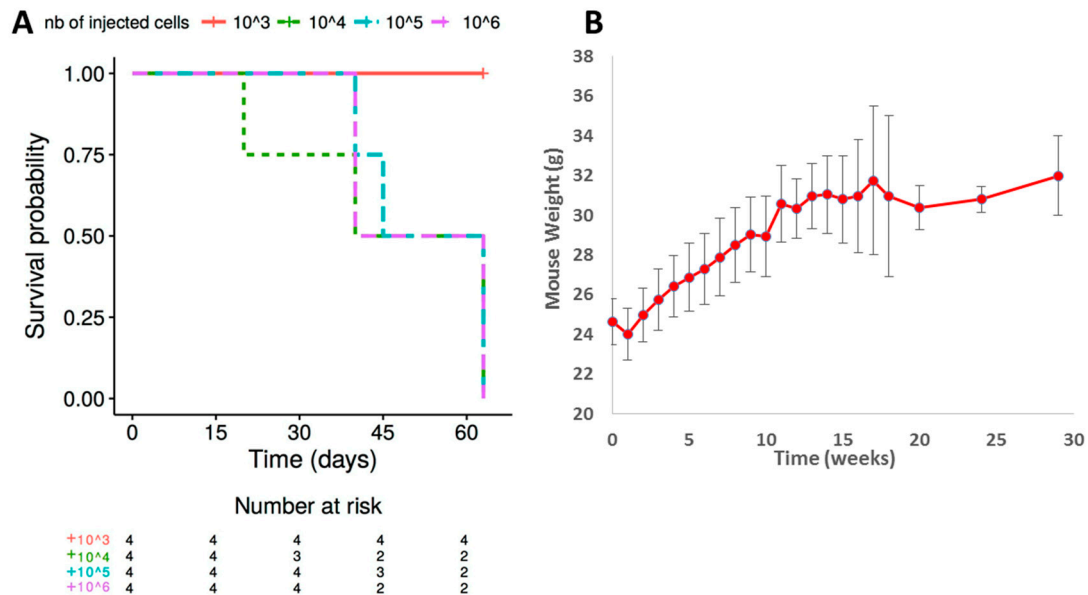 A nb of injected cells 10^3 10^4 10^5 10^6
Survival probability
1.00
0.75
0.50
0.25
0.00
0 15 30 45 60
Time (days)
Number at risk
+10^3 4 4 4 4 4
+10^4 4 4 3 2 2
+10^5 4 4 4 3 2
+10^6 4 4 4 2 2
B
Mouse Weight (g)
38
36
34
32
30
28
26
24
22
20
0 5 10 15 20 25 30
Time (weeks)